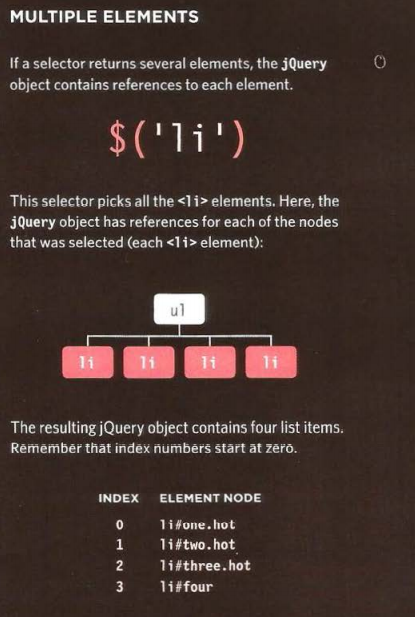 MULTIPLE ELEMENTS
If a selector returns several elements, the jQuery
object contains references to each element.
$('li')
This selector picks all the <li> elements. Here, the
jQuery object has references for each of the nodes
that was selected (each <li> element):
ul
li li li li
The resulting jQuery object contains four list items.
Remember that index numbers start at zero.
INDEX ELEMENT NODE
0 li#one.hot
1 li#two.hot
2 li#three.hot
3 li#four